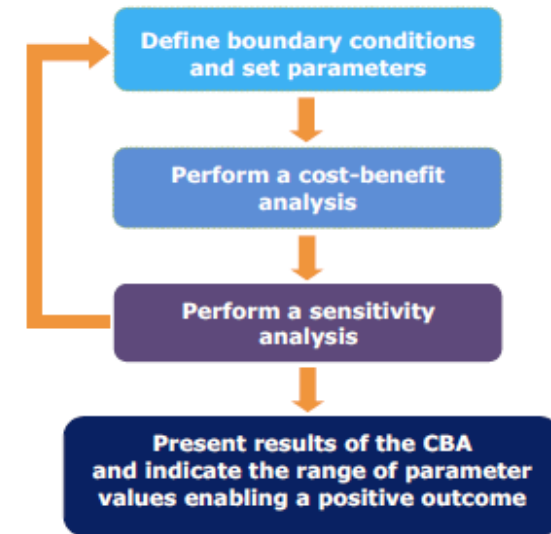 Define boundary conditions
and set parameters
Perform a cost-benefit
analysis
Perform a sensitivity
analysis
Present results of the CBA
and indicate the range of parameter
values enabling a positive outcome